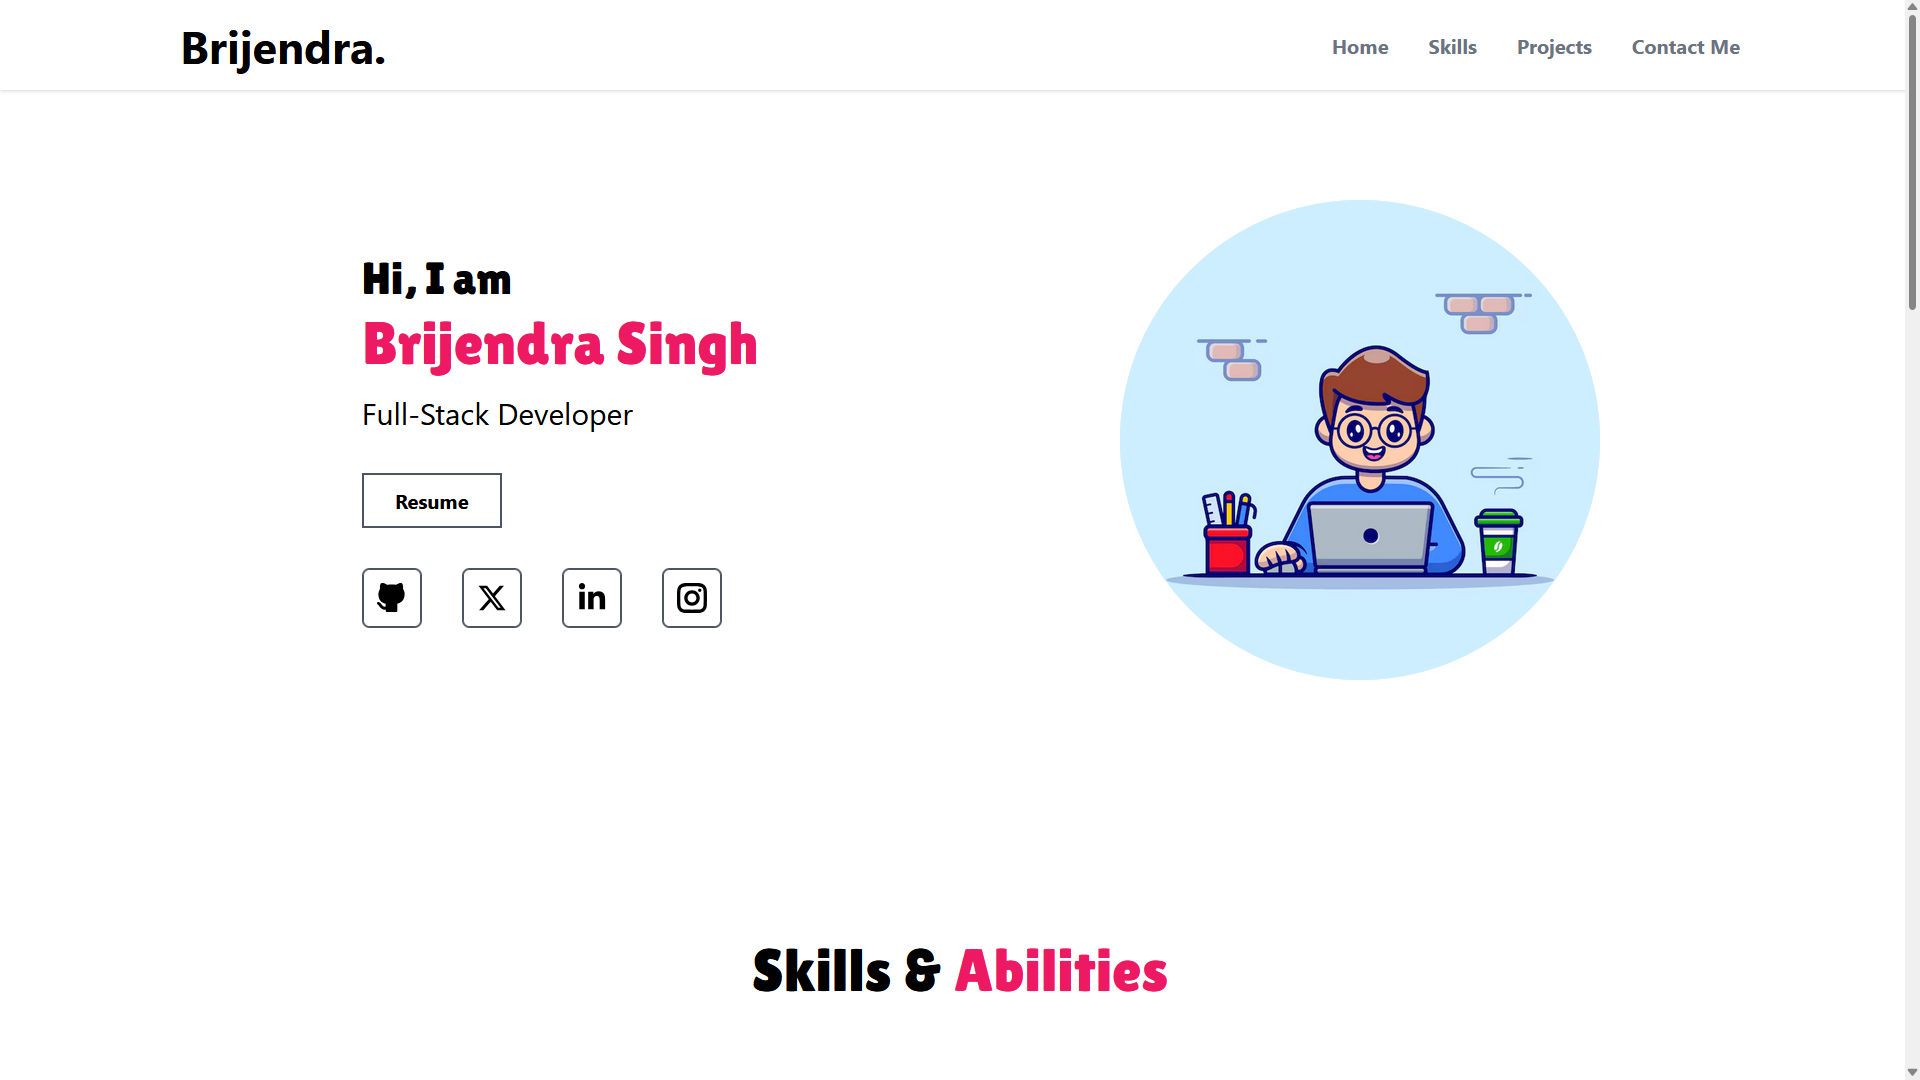 Brijendra.
Home Skills Projects Contact Me
Hi, I am
Brijendra Singh
Full-Stack Developer
Resume
Skills & Abilities